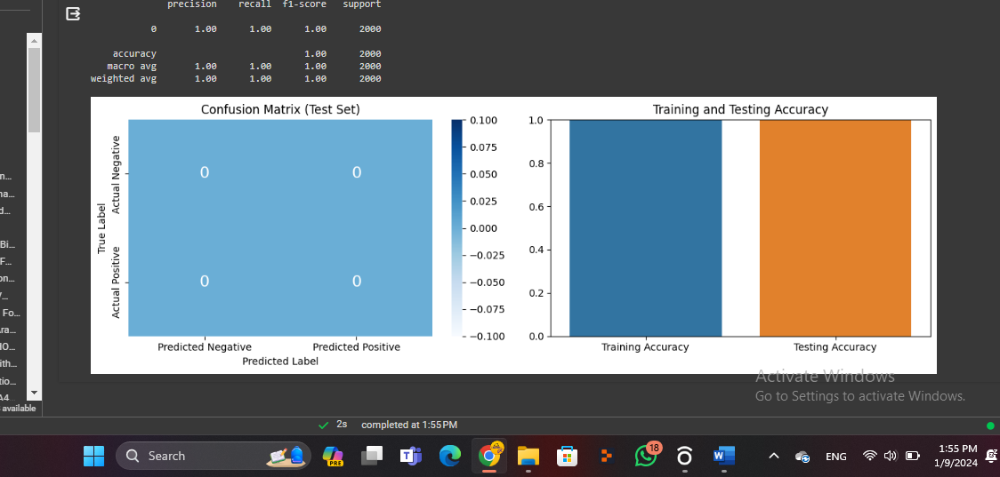 precision recall f1-score support
0 1.00 1.00 1.00 2000
accuracy 1.00 2000
macro avg 1.00 1.00 1.00 2000
weighted avg 1.00 1.00 1.00 2000
Confusion Matrix (Test Set)
True Label
Actual Negative
Actual Positive
0 0
0 0
Predicted Negative Predicted Positive
Predicted Label
0.100
0.075
0.050
0.025
0.000
−0.025
−0.050
−0.075
−0.100
Training and Testing Accuracy
1.0
0.8
0.6
0.4
0.2
0.0
Training Accuracy Testing Accuracy
n...
na...
d...
Bi...
F...
on...
Fo...
ra...
ith...
tio...
A4
available
Activate Windows
Go to Settings to activate Windows.
2s completed at 1:55 PM
Search
PRE
T
18
W
ENG
1:55 PM
1/9/2024